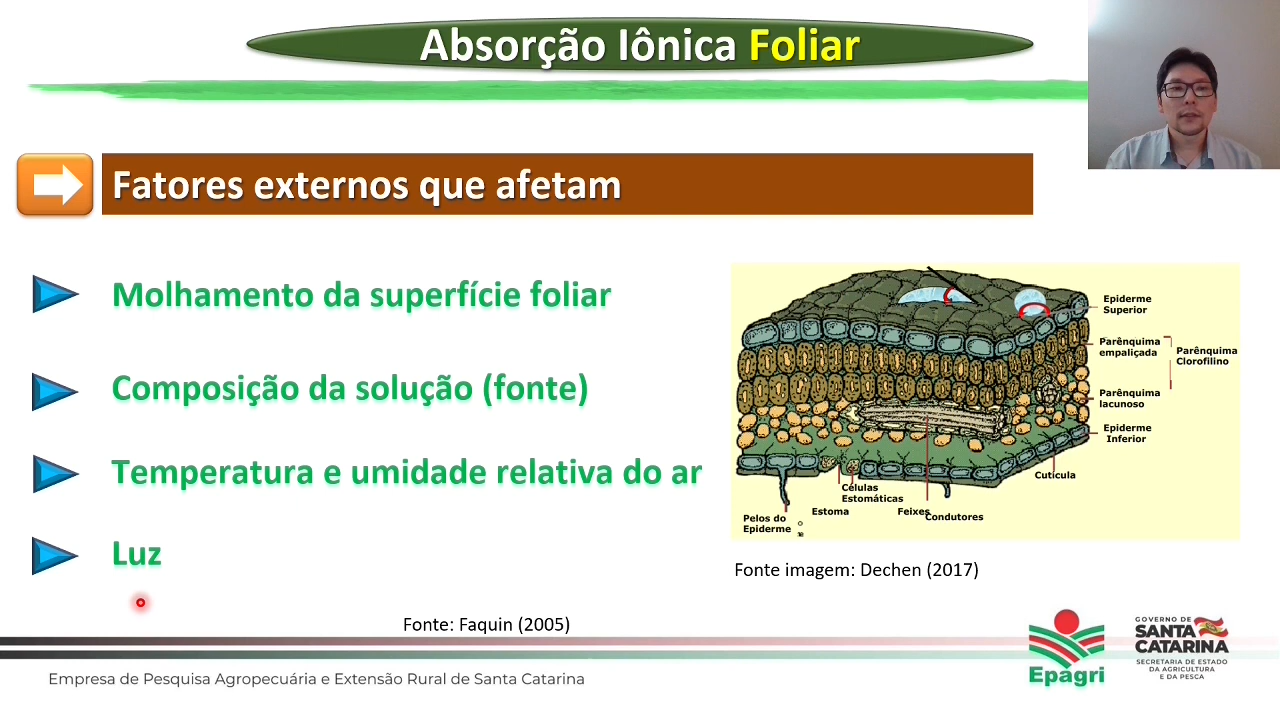 Absorção Iônica Foliar
Fatores externos que afetam
Molhamento da superfície foliar
Composição da solução (fonte)
Temperatura e umidade relativa do ar
Luz
Epiderme
Superior
Parênquima
empaliçada
Parênquima
Clorofilino
Parênquima
lacunoso
Epiderme
Inferior
Cutícula
Células
Estomáticas
Estoma
Feixes
Condutores
Pelos do
Epiderme
Fonte imagem: Dechen (2017)
Fonte: Faquin (2005)
Empresa de Pesquisa Agropecuária e Extensão Rural de Santa Catarina
Epagri
GOVERNO DE
SANTA
CATARINA
SECRETARIA DE ESTADO
DA AGRICULTURA
E DA PESCA